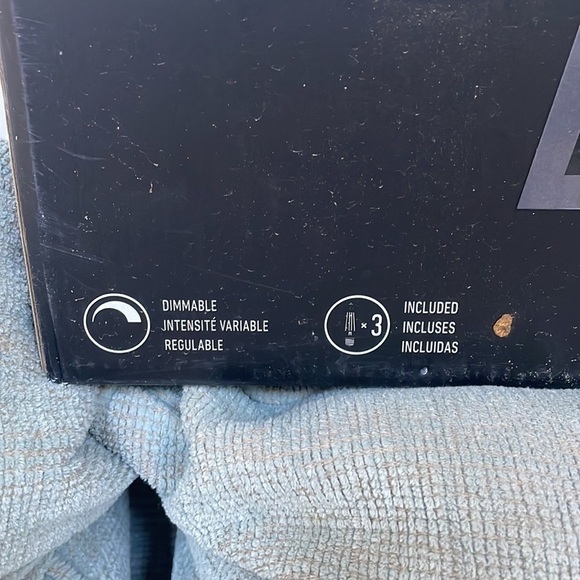 DIMMABLE
INTENSITÉ VARIABLE
REGULABLE
× 3
INCLUDED
INCLUSES
INCLUIDAS